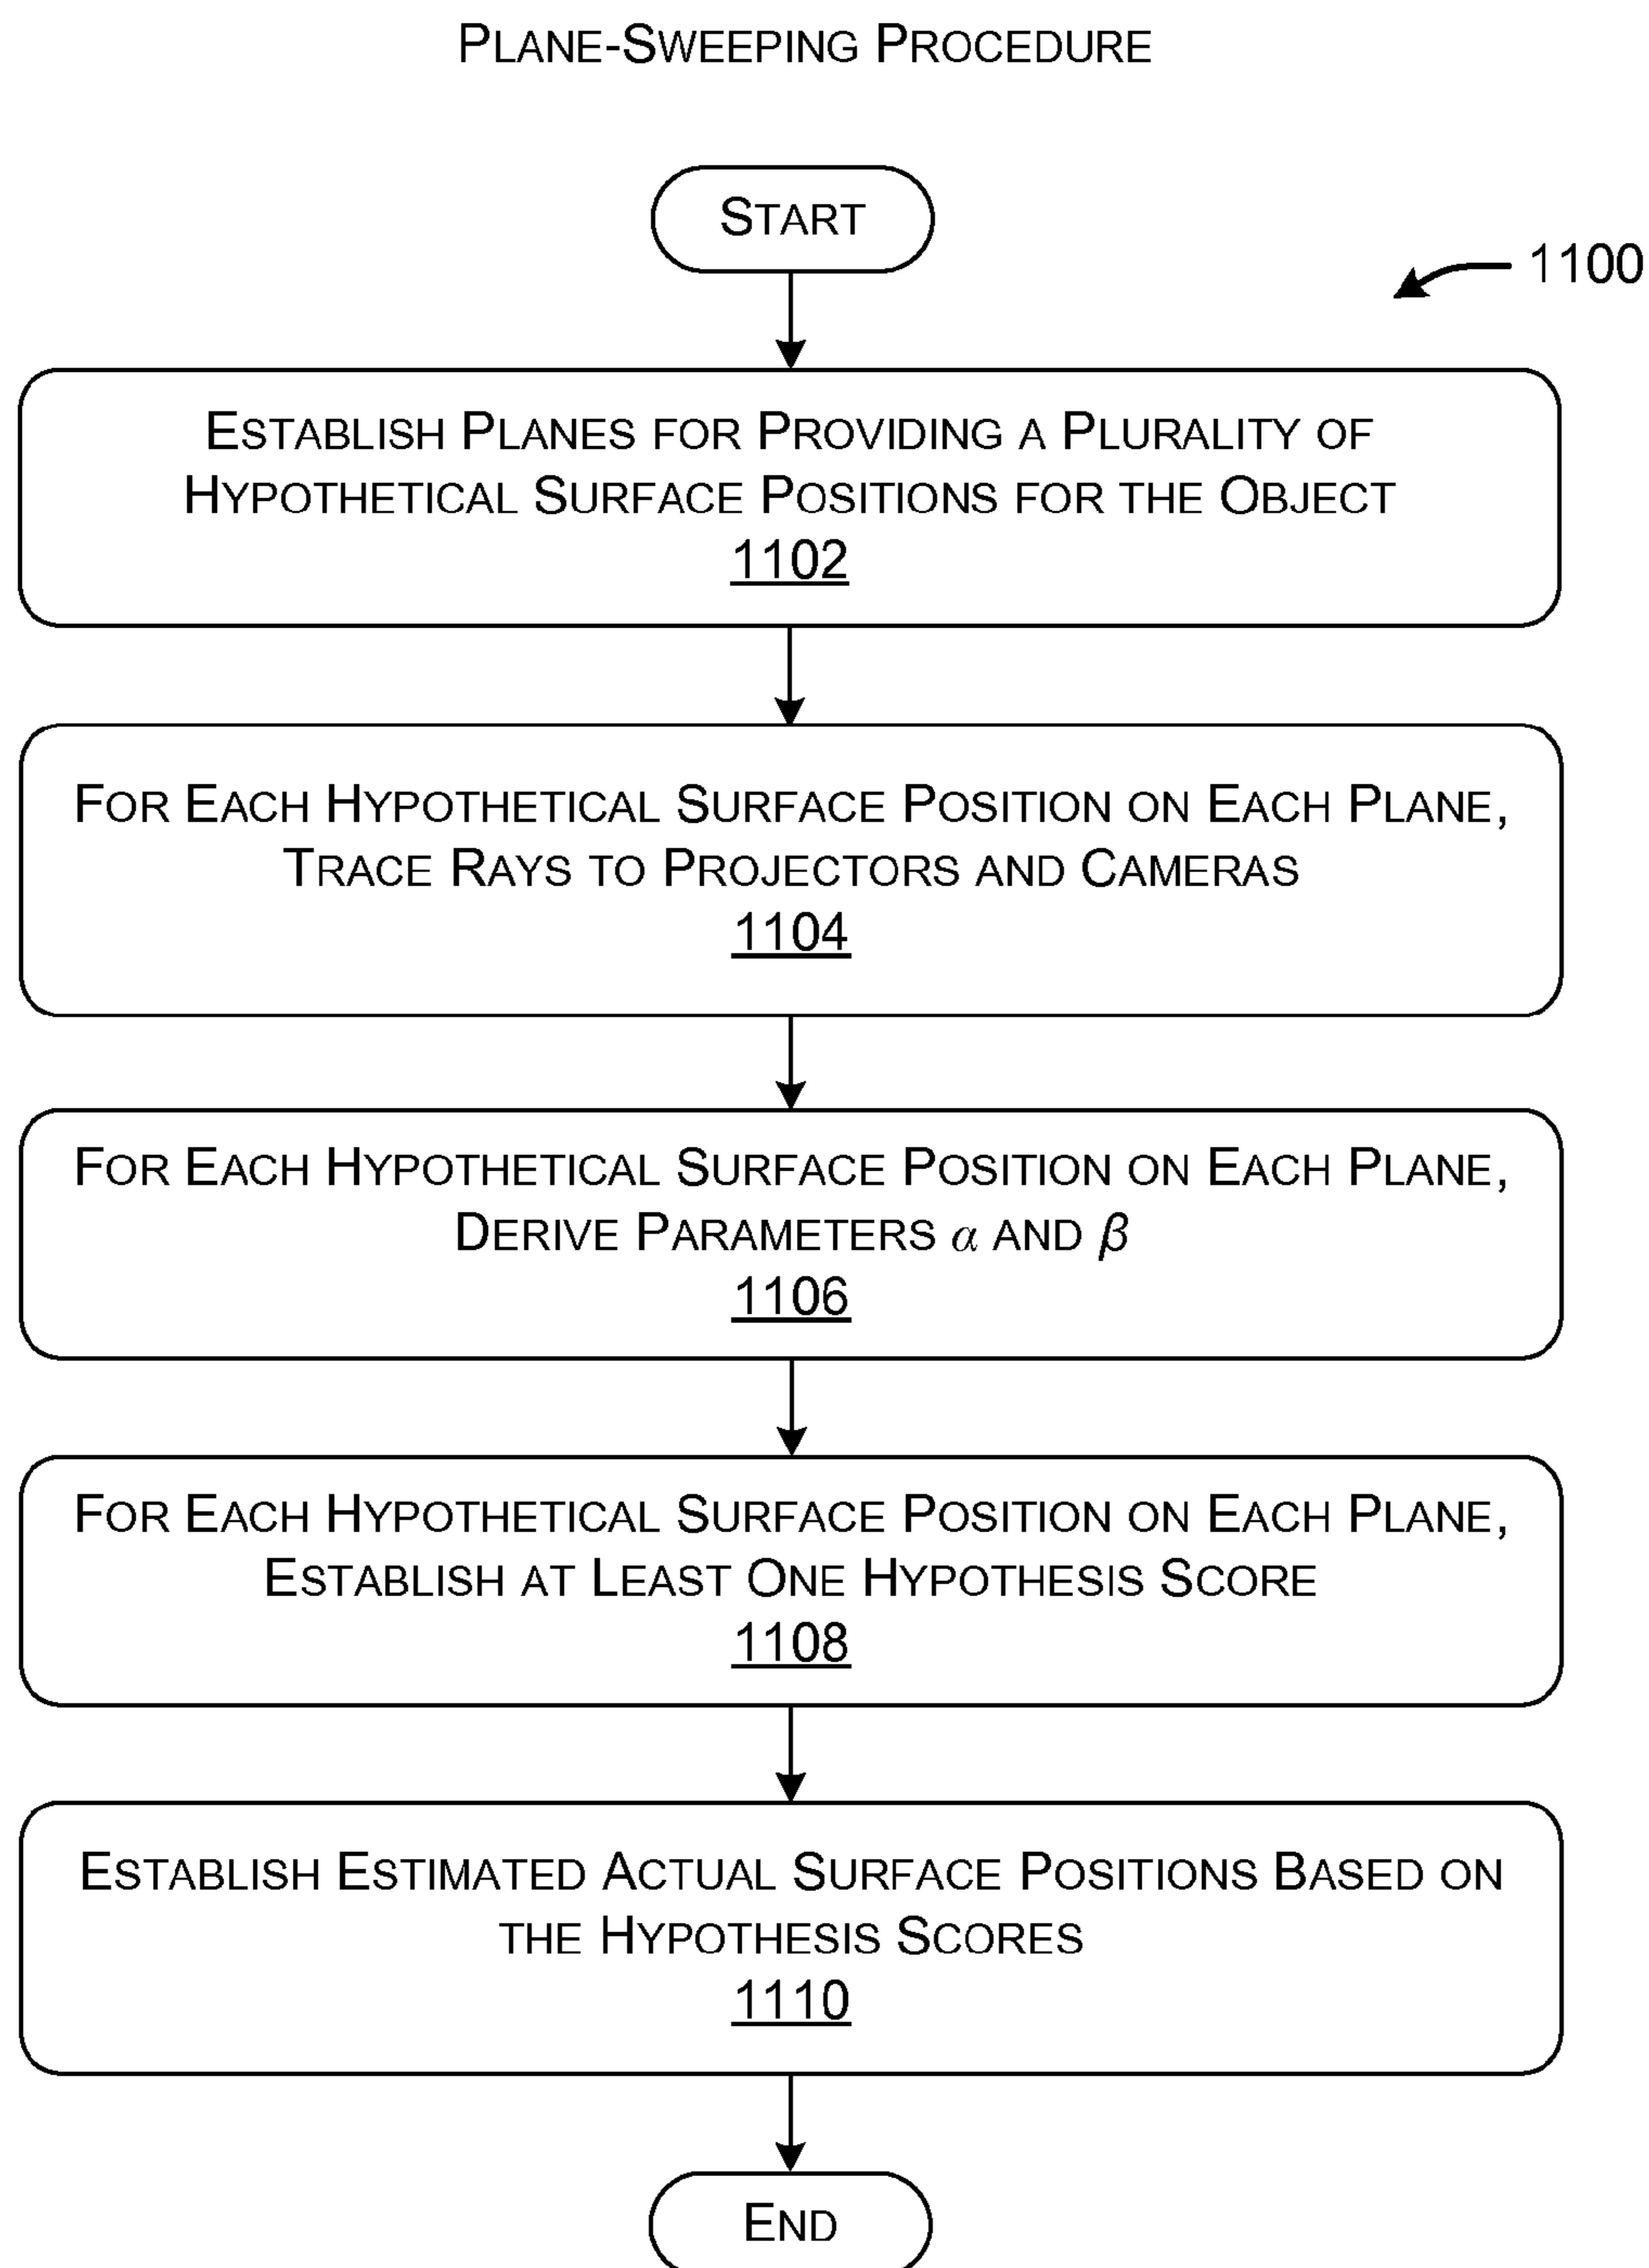 PLANE-SWEEPING PROCEDURE
START
1100
ESTABLISH PLANES FOR PROVIDING A PLURALITY OF
HYPOTHETICAL SURFACE POSITIONS FOR THE OBJECT
1102
FOR EACH HYPOTHETICAL SURFACE POSITION ON EACH PLANE,
TRACE RAYS TO PROJECTORS AND CAMERAS
1104
FOR EACH HYPOTHETICAL SURFACE POSITION ON EACH PLANE,
DERIVE PARAMETERS α AND β
1106
FOR EACH HYPOTHETICAL SURFACE POSITION ON EACH PLANE,
ESTABLISH AT LEAST ONE HYPOTHESIS SCORE
1108
ESTABLISH ESTIMATED ACTUAL SURFACE POSITIONS BASED ON
THE HYPOTHESIS SCORES
1110
END